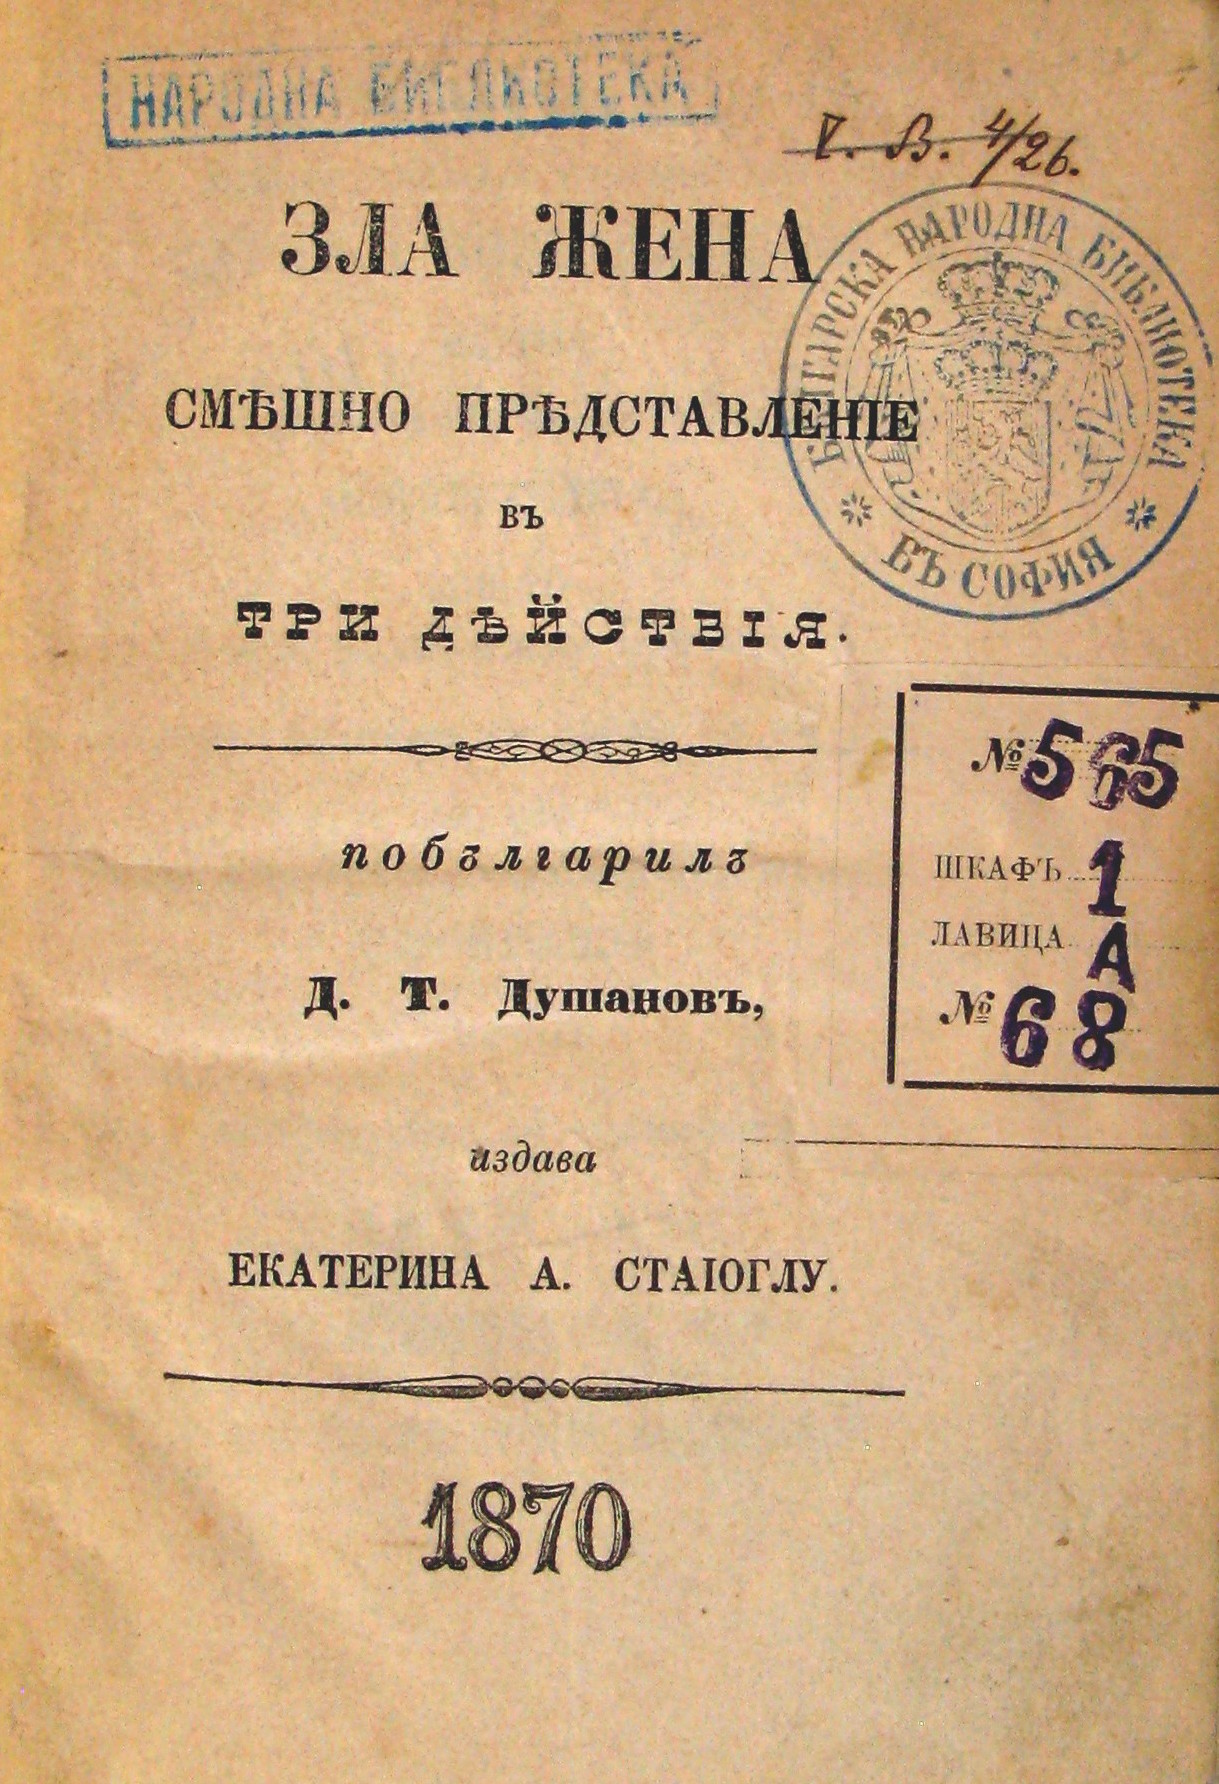 НАРОДНА БИБЛИОТЕКА
V. B. 4/26.
ЗЛА ЖЕНА
БЪЛГАРСКА НАРОДНА БИБЛИОТЕКА
ВЪ СОФИЯ
СМѢШНО ПРѢДСТАВЛЕНІЕ
ВЪ
ТРИ ДѢЙСТВІЯ.
№ 565
ШКАФЪ 1
ЛАВИЦА А
№ 68
побългарилъ
Д. Т. Душановъ,
издава
ЕКАТЕРИНА А. СТАІОГЛУ.
1870